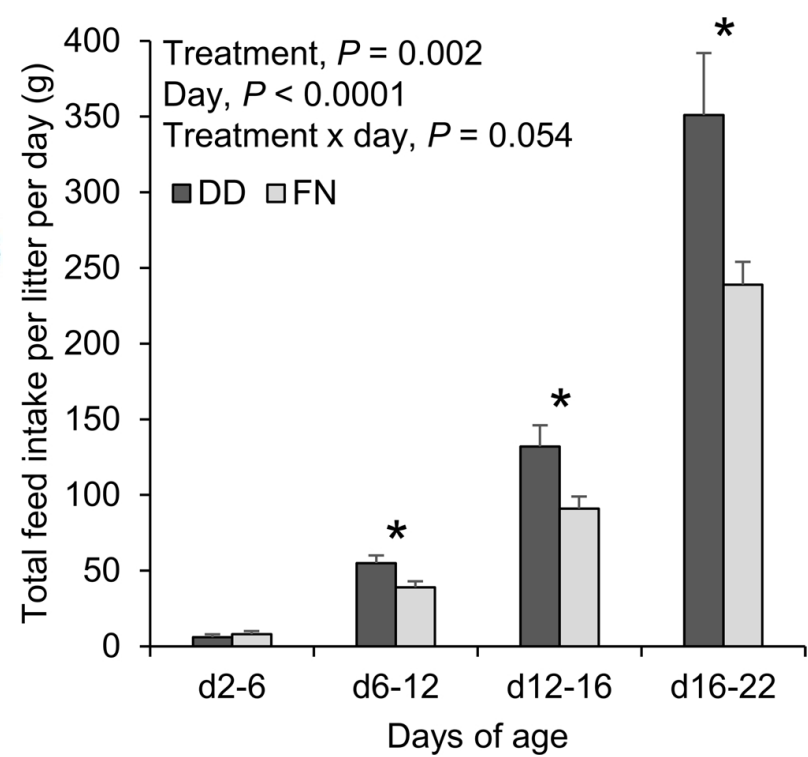 Total feed intake per litter per day (g)
400
350
300
250
200
150
100
50
0
Treatment, P = 0.002
Day, P < 0.0001
Treatment x day, P = 0.054
DD FN
*
*
*
d2-6 d6-12 d12-16 d16-22
Days of age